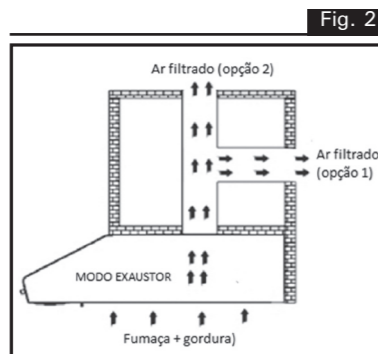 Fig. 2
Ar filtrado (opção 2)
Ar filtrado
(opção 1)
MODO EXAUSTOR
Fumaça + gordura)